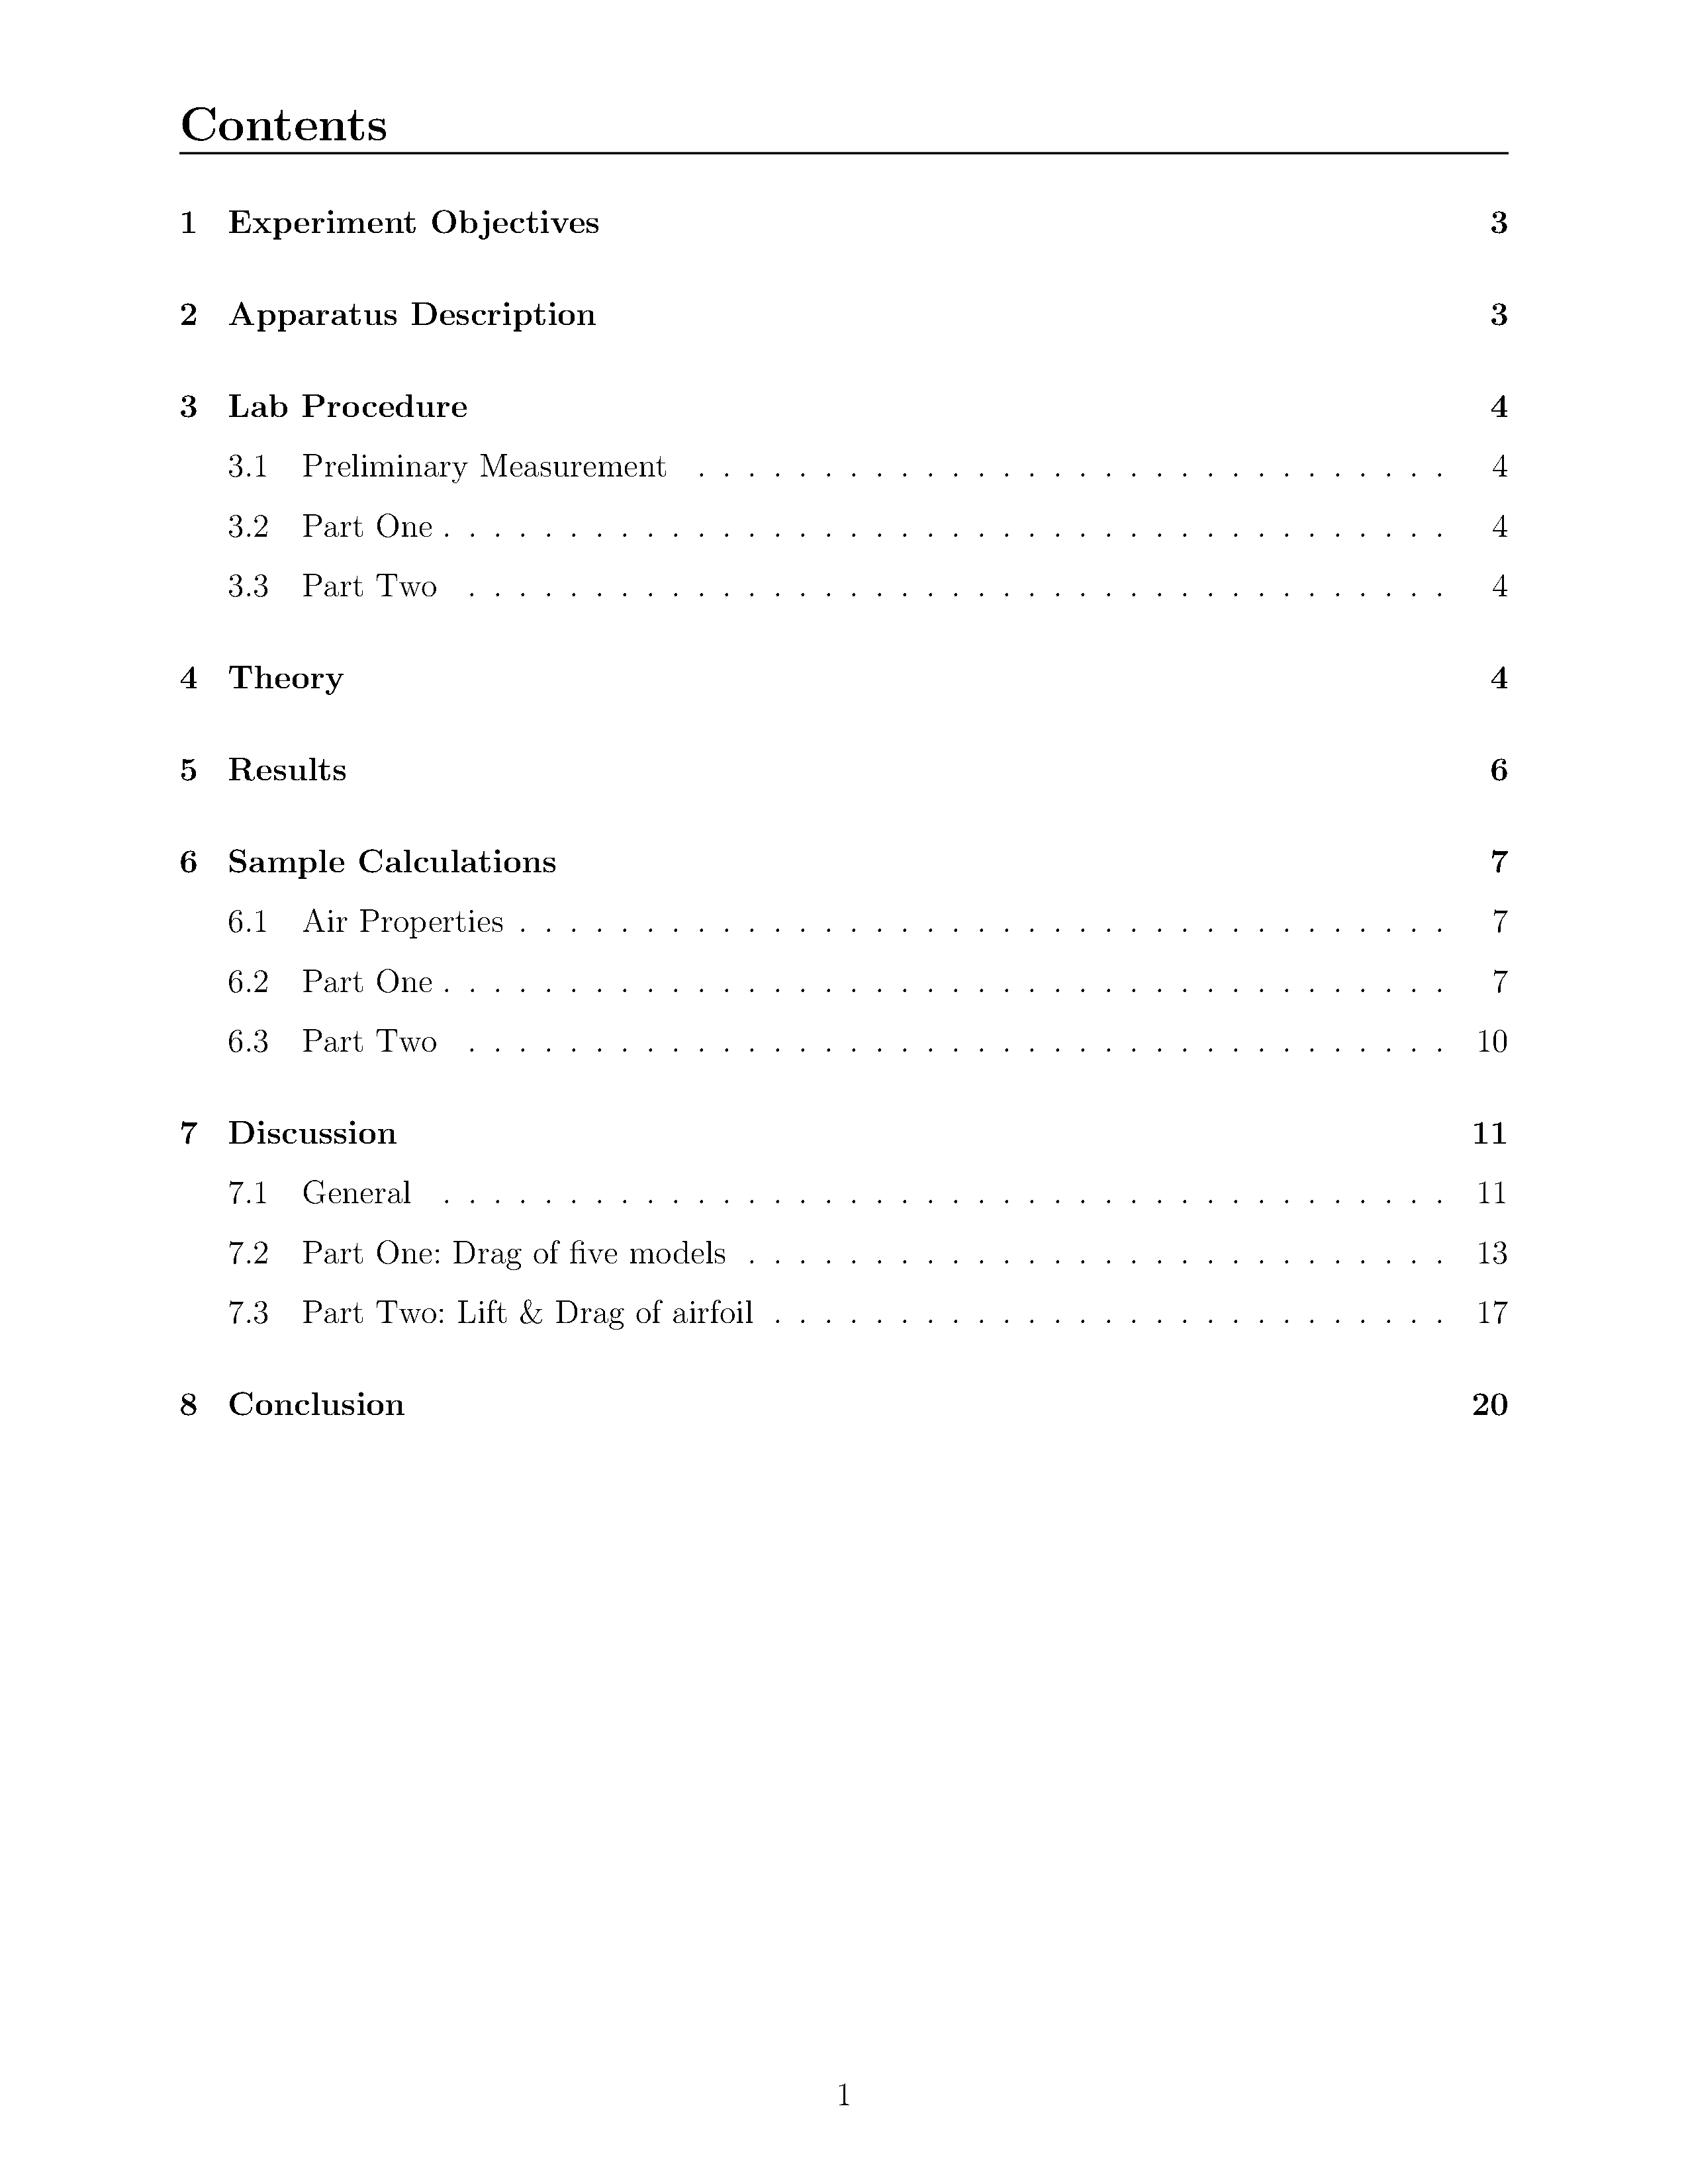 Contents
1 Experiment Objectives 3
2 Apparatus Description 3
3 Lab Procedure 4
3.1 Preliminary Measurement . . . . . . . . . . . . . . . . . . . . . . . . . . . . . . 4
3.2 Part One . . . . . . . . . . . . . . . . . . . . . . . . . . . . . . . . . . . . . . . . 4
3.3 Part Two . . . . . . . . . . . . . . . . . . . . . . . . . . . . . . . . . . . . . . . 4
4 Theory 4
5 Results 6
6 Sample Calculations 7
6.1 Air Properties . . . . . . . . . . . . . . . . . . . . . . . . . . . . . . . . . . . . . 7
6.2 Part One . . . . . . . . . . . . . . . . . . . . . . . . . . . . . . . . . . . . . . . . 7
6.3 Part Two . . . . . . . . . . . . . . . . . . . . . . . . . . . . . . . . . . . . . . . 10
7 Discussion 11
7.1 General . . . . . . . . . . . . . . . . . . . . . . . . . . . . . . . . . . . . . . . . 11
7.2 Part One: Drag of five models . . . . . . . . . . . . . . . . . . . . . . . . . . . . 13
7.3 Part Two: Lift & Drag of airfoil . . . . . . . . . . . . . . . . . . . . . . . . . . . 17
8 Conclusion 20
1